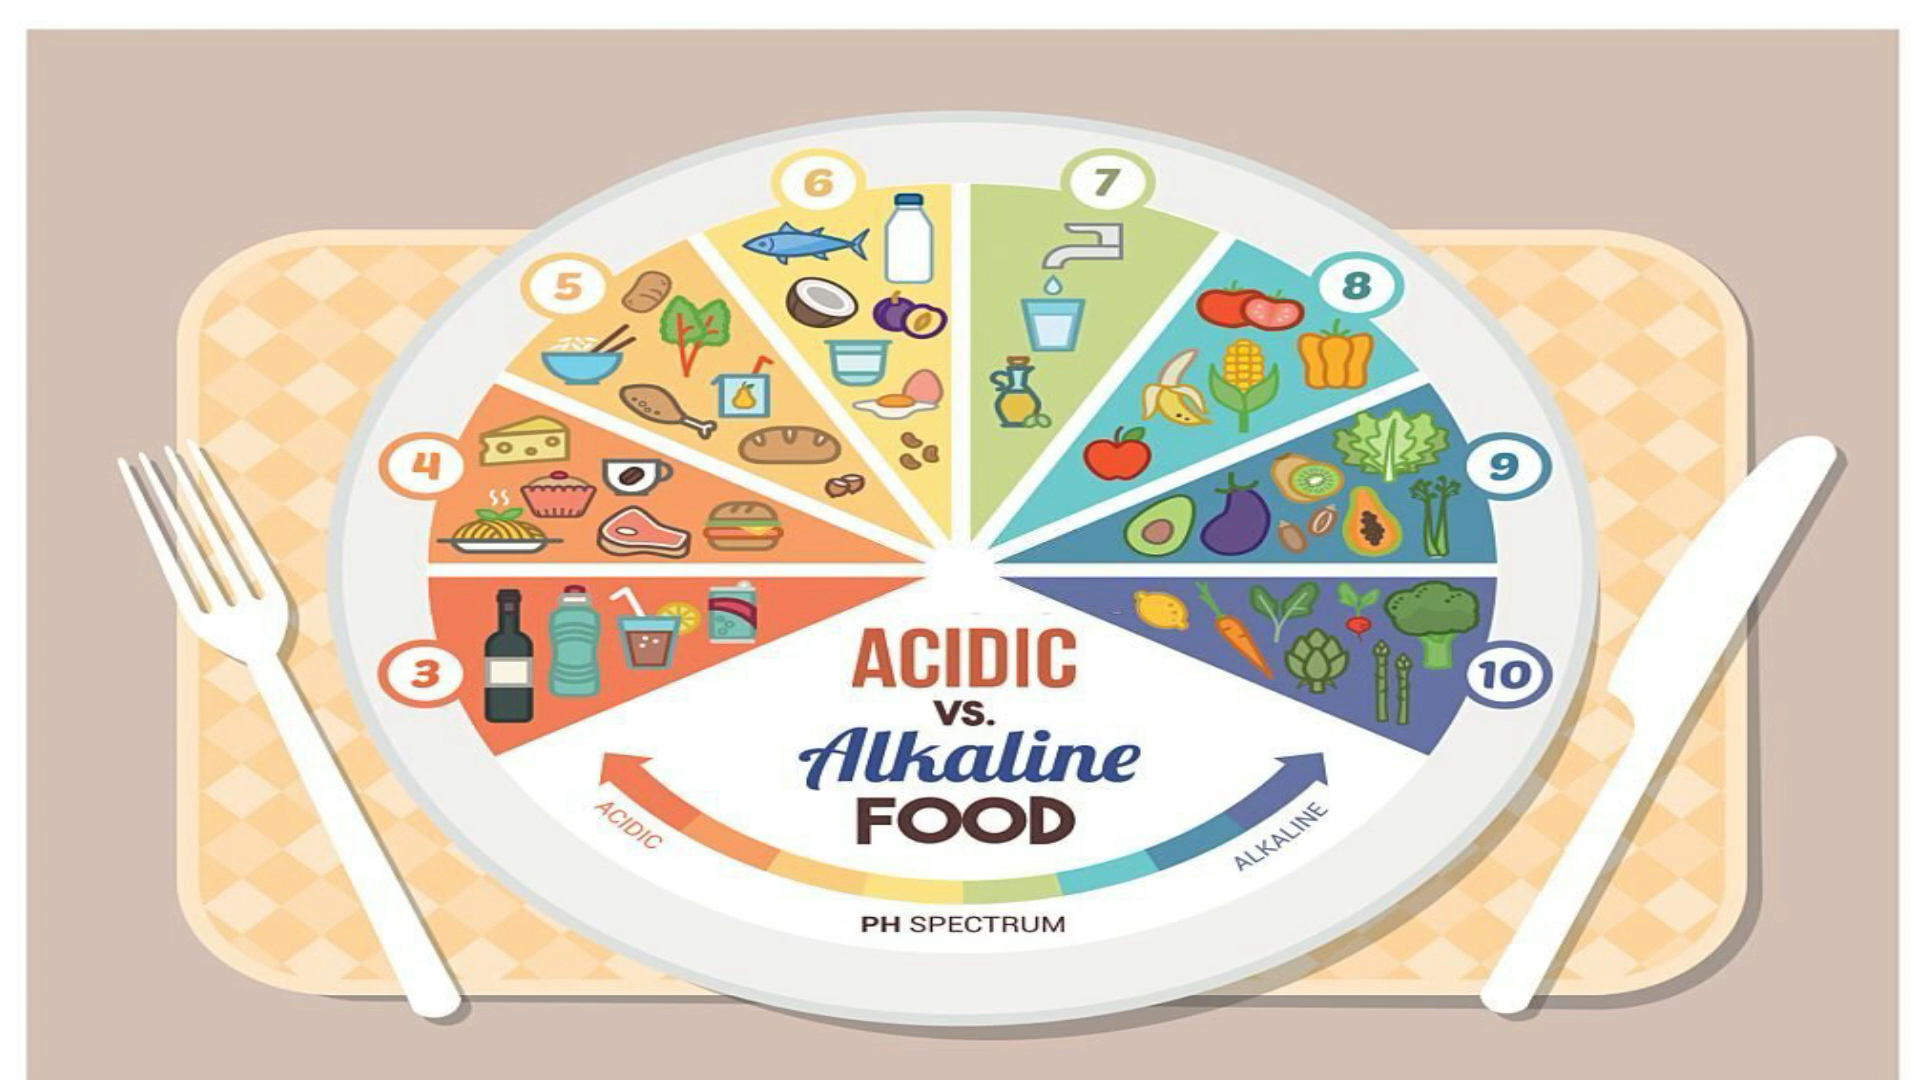 6
7
5
8
4
9
3
10
ACIDIC
VS.
Alkaline
FOOD
ACIDIC
ALKALINE
PH SPECTRUM